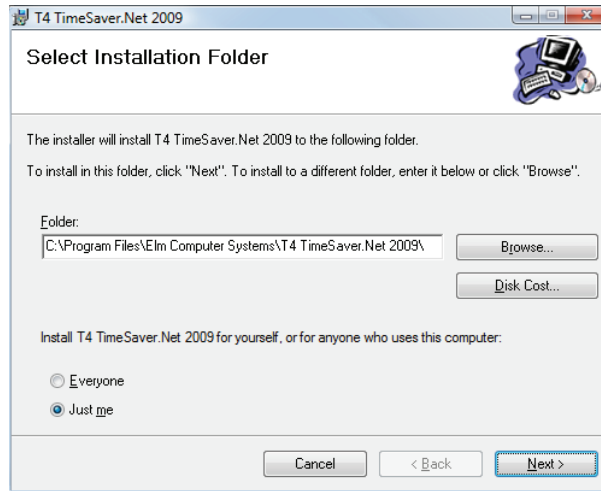 T4 TimeSaver.Net 2009
Select Installation Folder
The installer will install T4 TimeSaver.Net 2009 to the following folder.
To install in this folder, click "Next". To install to a different folder, enter it below or click "Browse".
Folder:
C:\Program Files\Elm Computer Systems\T4 TimeSaver.Net 2009\
Browse...
Disk Cost...
Install T4 TimeSaver.Net 2009 for yourself, or for anyone who uses this computer:
Everyone
Just me
Cancel
< Back
Next >